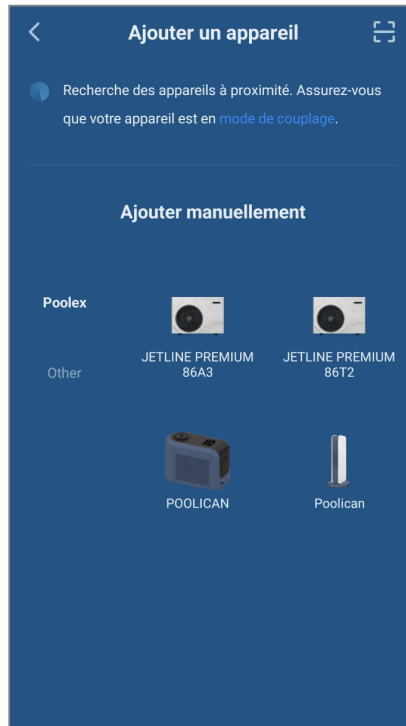 Ajouter un appareil
Recherche des appareils à proximité. Assurez-vous
que votre appareil est en mode de couplage.
Ajouter manuellement
Poolex
Other
JETLINE PREMIUM
86A3
JETLINE PREMIUM
86T2
POOLICAN
Poolican